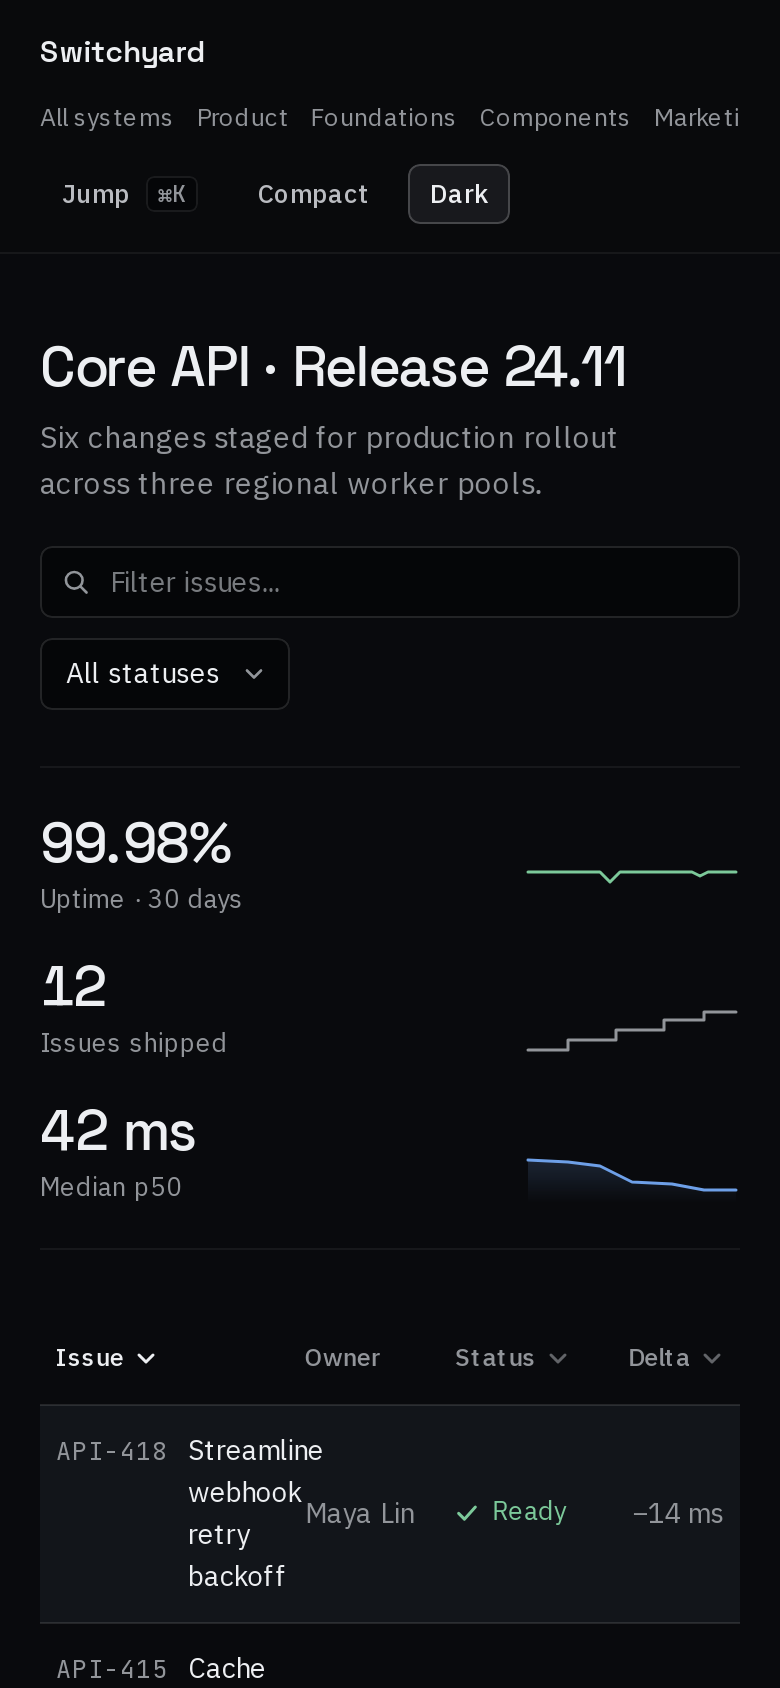 Switchyard
All systems Product Foundations Components Marketi
Jump ⌘K Compact Dark
Core API · Release 24.11
Six changes staged for production rollout
across three regional worker pools.
Filter issues...
All statuses
99.98%
Uptime · 30 days
12
Issues shipped
42 ms
Median p50
Issue Owner Status Delta
API-418 Streamline
webhook
retry
backoff
Maya Lin Ready −14 ms
API-415 Cache